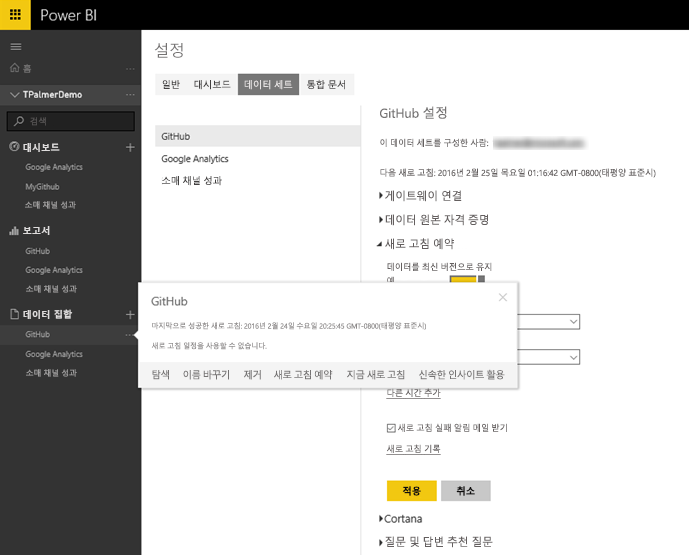 Power BI
설정
홈
TPalmerDemo
검색
대시보드
Google Analytics
MyGithub
소매 채널 성과
보고서
GitHub
Google Analytics
소매 채널 성과
데이터 집합
GitHub
Google Analytics
소매 채널 성과
일반 대시보드 데이터 세트 통합 문서
GitHub
Google Analytics
소매 채널 성과
GitHub 설정
이 데이터 세트를 구성한 사람:
다음 새로 고침: 2016년 2월 25일 목요일 01:16:42 GMT-0800(태평양 표준시)
게이트웨이 연결
데이터 원본 자격 증명
새로 고침 예약
데이터를 최신 버전으로 유지
예
GitHub
마지막으로 성공한 새로 고침: 2016년 2월 24일 수요일 20:25:45 GMT-0800(태평양 표준시)
새로 고침 일정을 사용할 수 없습니다.
탐색 이름 바꾸기 제거 새로 고침 예약 지금 새로 고침 신속한 인사이트 활용
다른 시간 추가
새로 고침 실패 알림 메일 받기
새로 고침 기록
적용 취소
Cortana
질문 및 답변 추천 질문